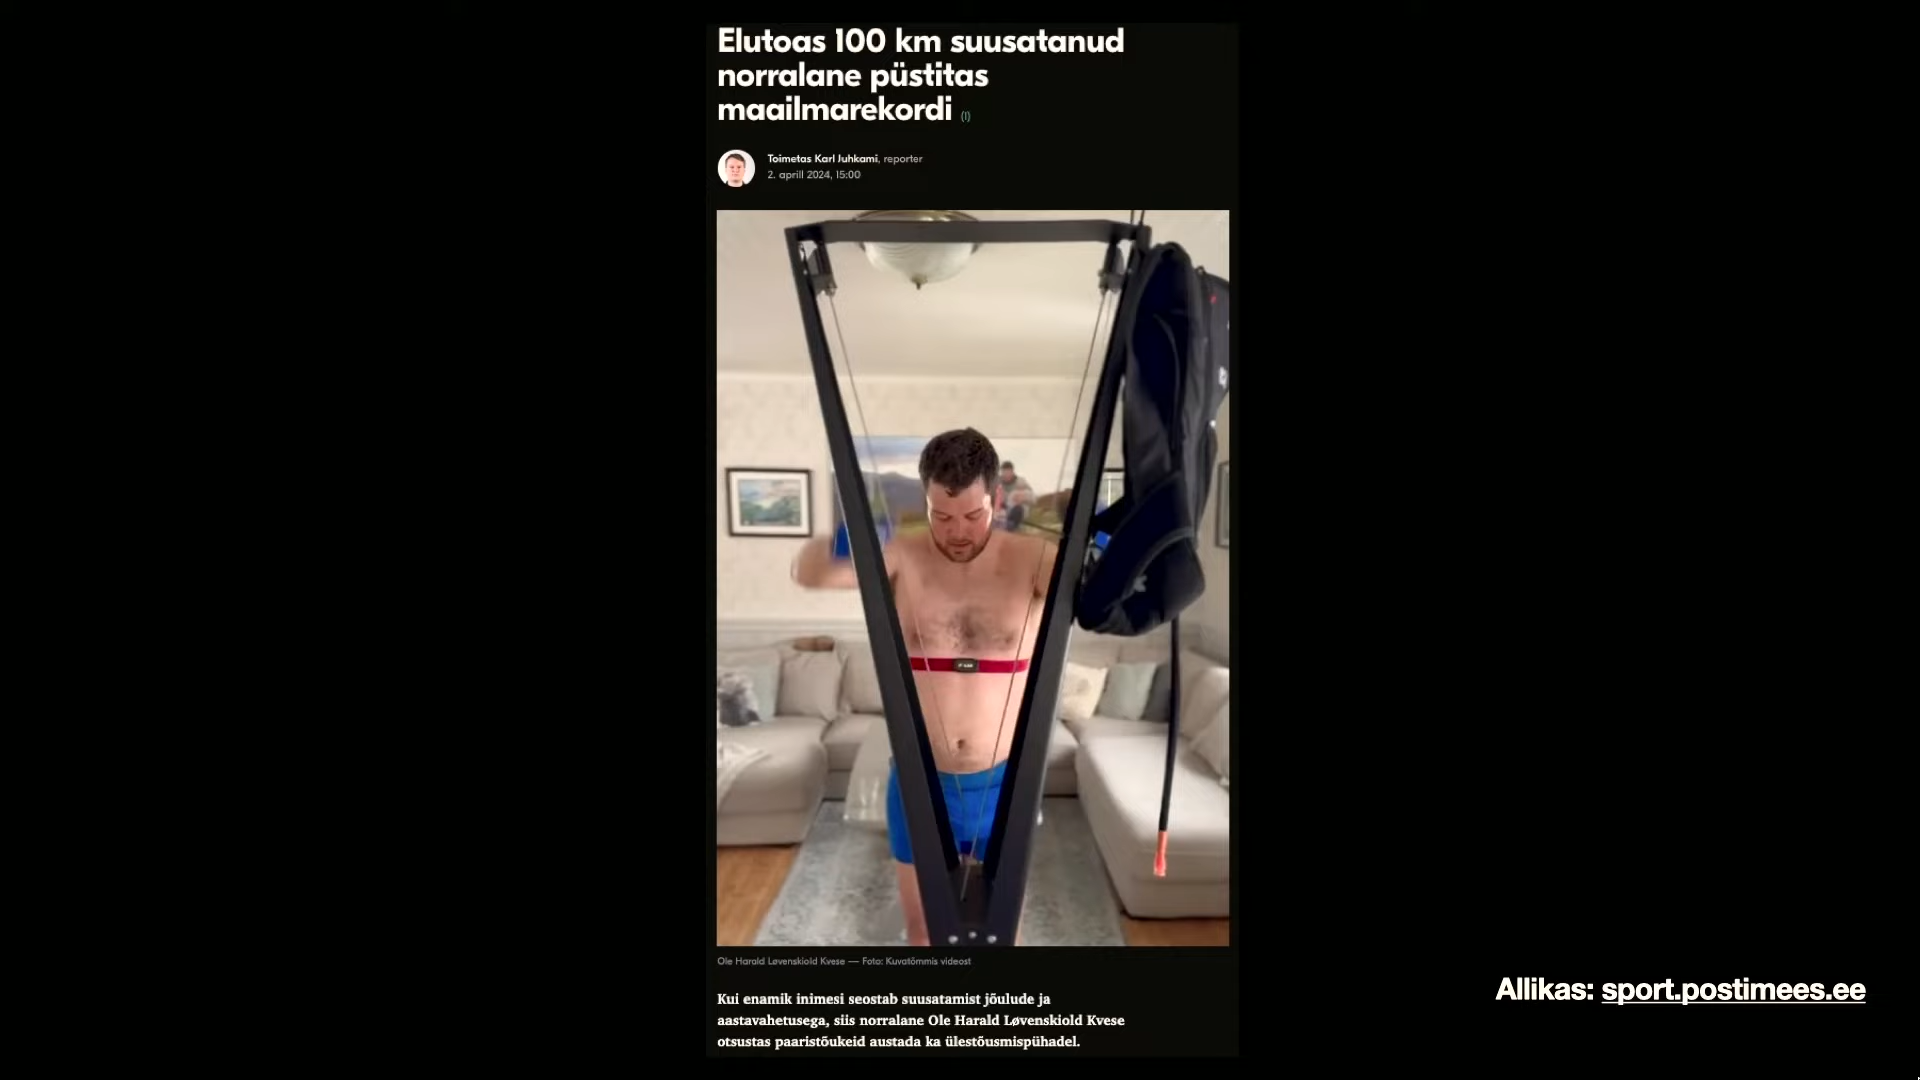 Elutoas 100 km suusatanud
norralane püstitas
maailmarekordi (1)
Toimetas Karl Juhkami, reporter
2. aprill 2024, 15:00
Ole Harald Løvenskiold Kvese — Foto: Kuvatõmmis videost
Kui enamik inimesi seostab suusatamist jõulude ja
aastavahetusega, siis norralane Ole Harald Løvenskiold Kvese
otsustas paaristõukeid austada ka ülestõusmispühadel.
Allikas: sport.postimees.ee